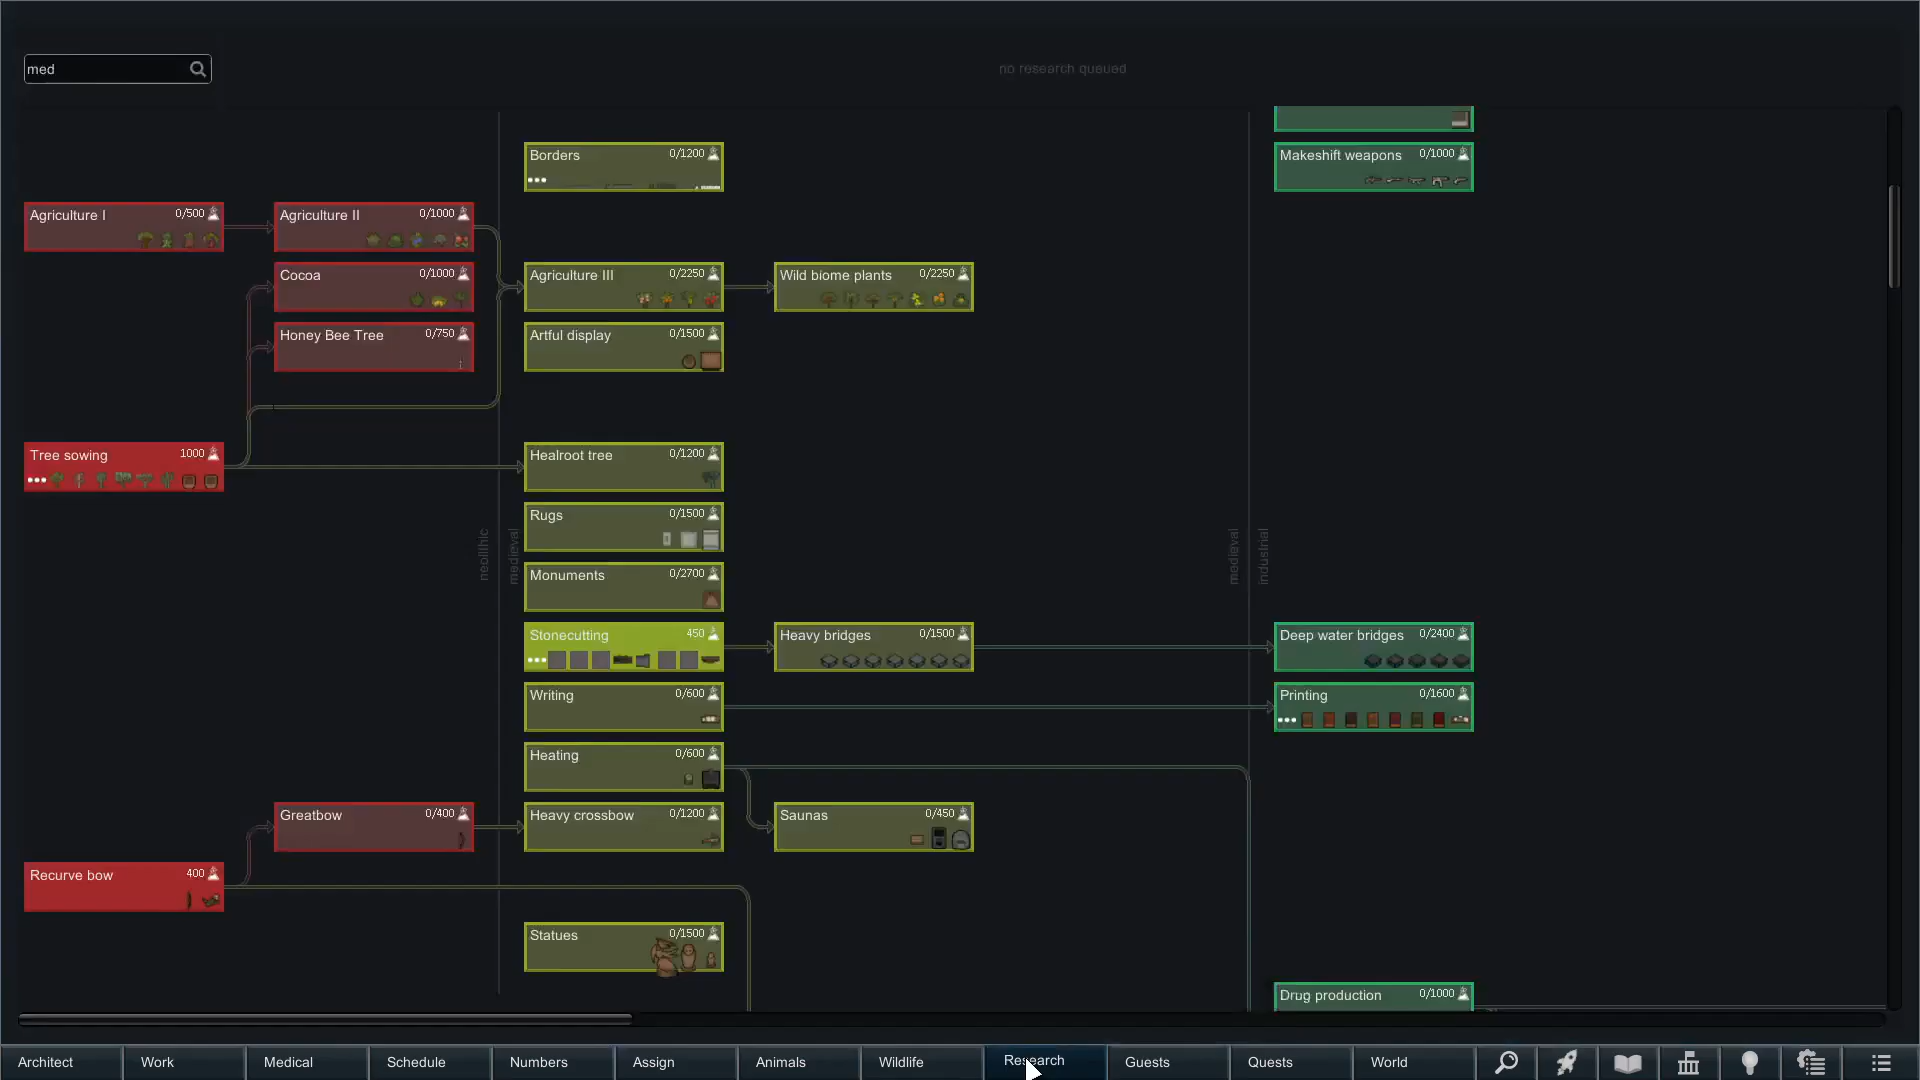 med
no research queued
Makeshift weapons 0/1000
Borders 0/1200
Agriculture I 0/500
Agriculture II 0/1000
Cocoa 0/1000
Agriculture III 0/2250
Wild biome plants 0/2250
Honey Bee Tree 0/750
Artful display 0/1500
Tree sowing 1000
Healroot tree 0/1200
Rugs 0/1500
neolithic
medieval
medieval
industrial
Monuments 0/2700
Stonecutting 450
Heavy bridges 0/1500
Deep water bridges 0/2400
Writing 0/600
Printing 0/1600
Heating 0/600
Greatbow 0/400
Heavy crossbow 0/1200
Saunas 0/450
Recurve bow 400
Statues 0/1500
Drug production 0/1000
Architect
Work
Medical
Schedule
Numbers
Assign
Animals
Wildlife
Research
Guests
Quests
World